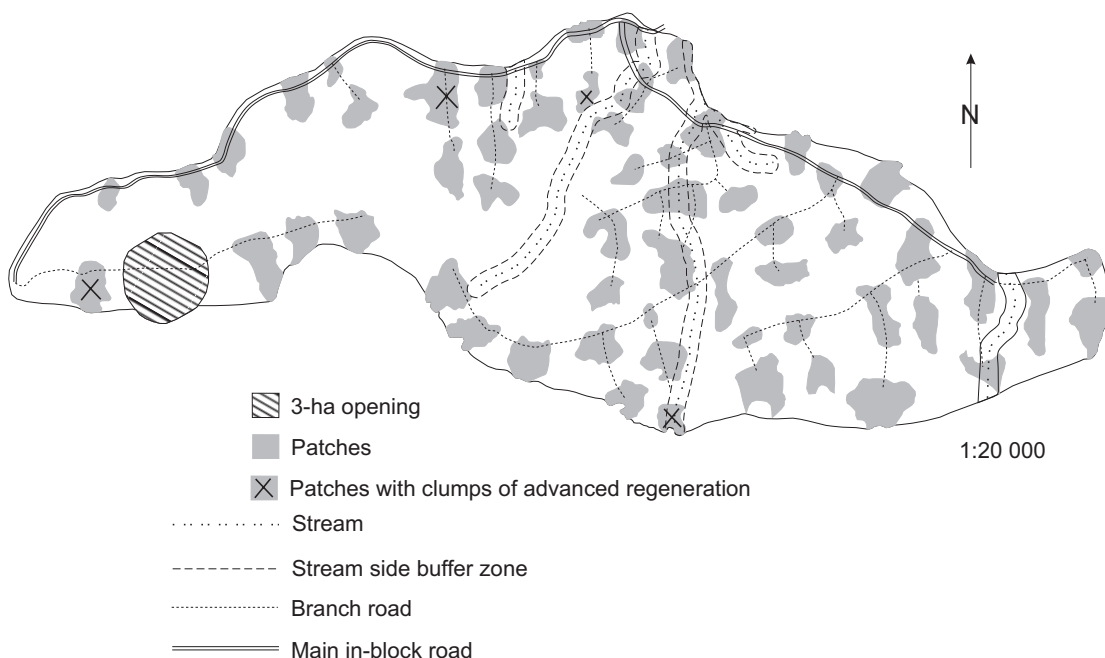 N
3-ha opening
Patches
1:20 000
Patches with clumps of advanced regeneration
Stream
Stream side buffer zone
Branch road
Main in-block road